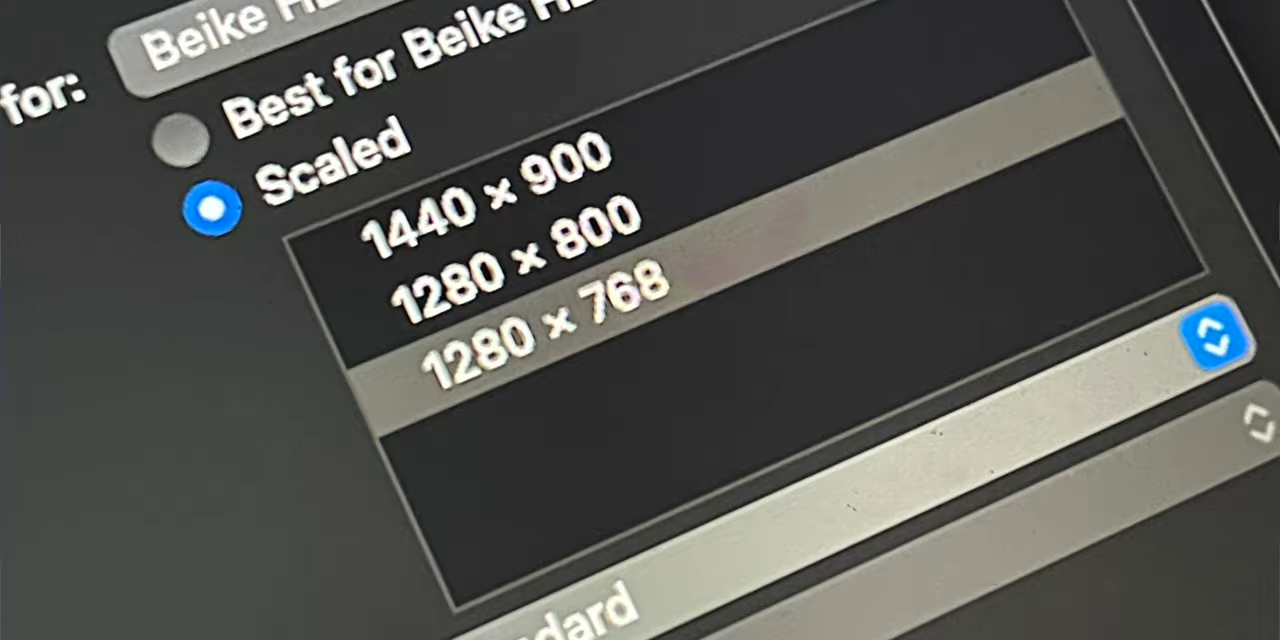 for: Beike
Best for Beike
Scaled
1440 × 900
1280 × 800
1280 × 768